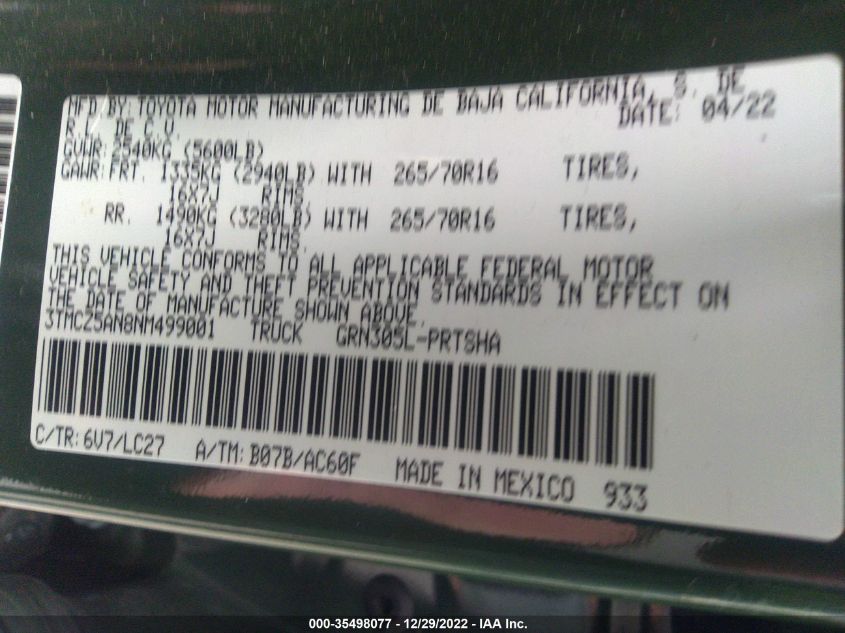 MFD. BY: TOYOTA MOTOR MANUFACTURING DE BAJA CALIFORNIA, S. DE
R.L. DE C.V. DATE: 04/22
GVWR: 2540KG (5600LB)
GAWR: FRT. 1335KG (2940LB) WITH 265/70R16 TIRES,
16X7J RIMS,
RR. 1490KG (3280LB) WITH 265/70R16 TIRES,
16X7J RIMS.
THIS VEHICLE CONFORMS TO ALL APPLICABLE FEDERAL MOTOR
VEHICLE SAFETY AND THEFT PREVENTION STANDARDS IN EFFECT ON
THE DATE OF MANUFACTURE SHOWN ABOVE.
3TMCZ5AN8NM499001 TRUCK GRN305L-PRTSHA
C/TR: 6V7/LC27 A/TM: B07B/AC60F MADE IN MEXICO 933
000-35498077 - 12/29/2022 - IAA Inc.